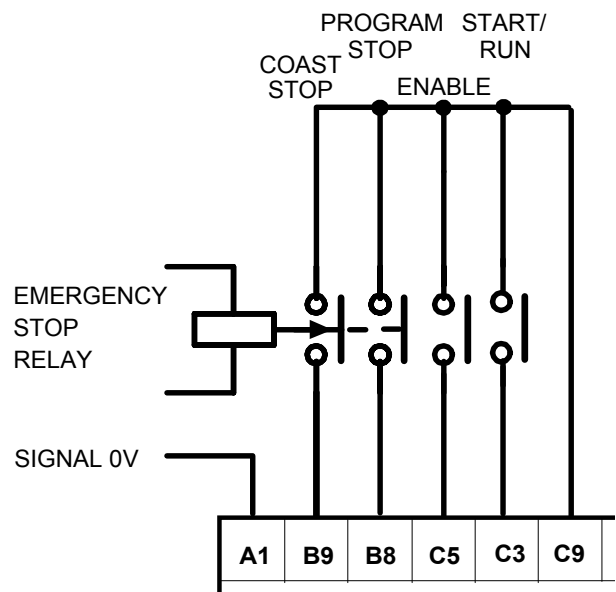 PROGRAM
STOP
START/
RUN
COAST
STOP
ENABLE
EMERGENCY
STOP
RELAY
SIGNAL 0V
A1 B9 B8 C5 C3 C9